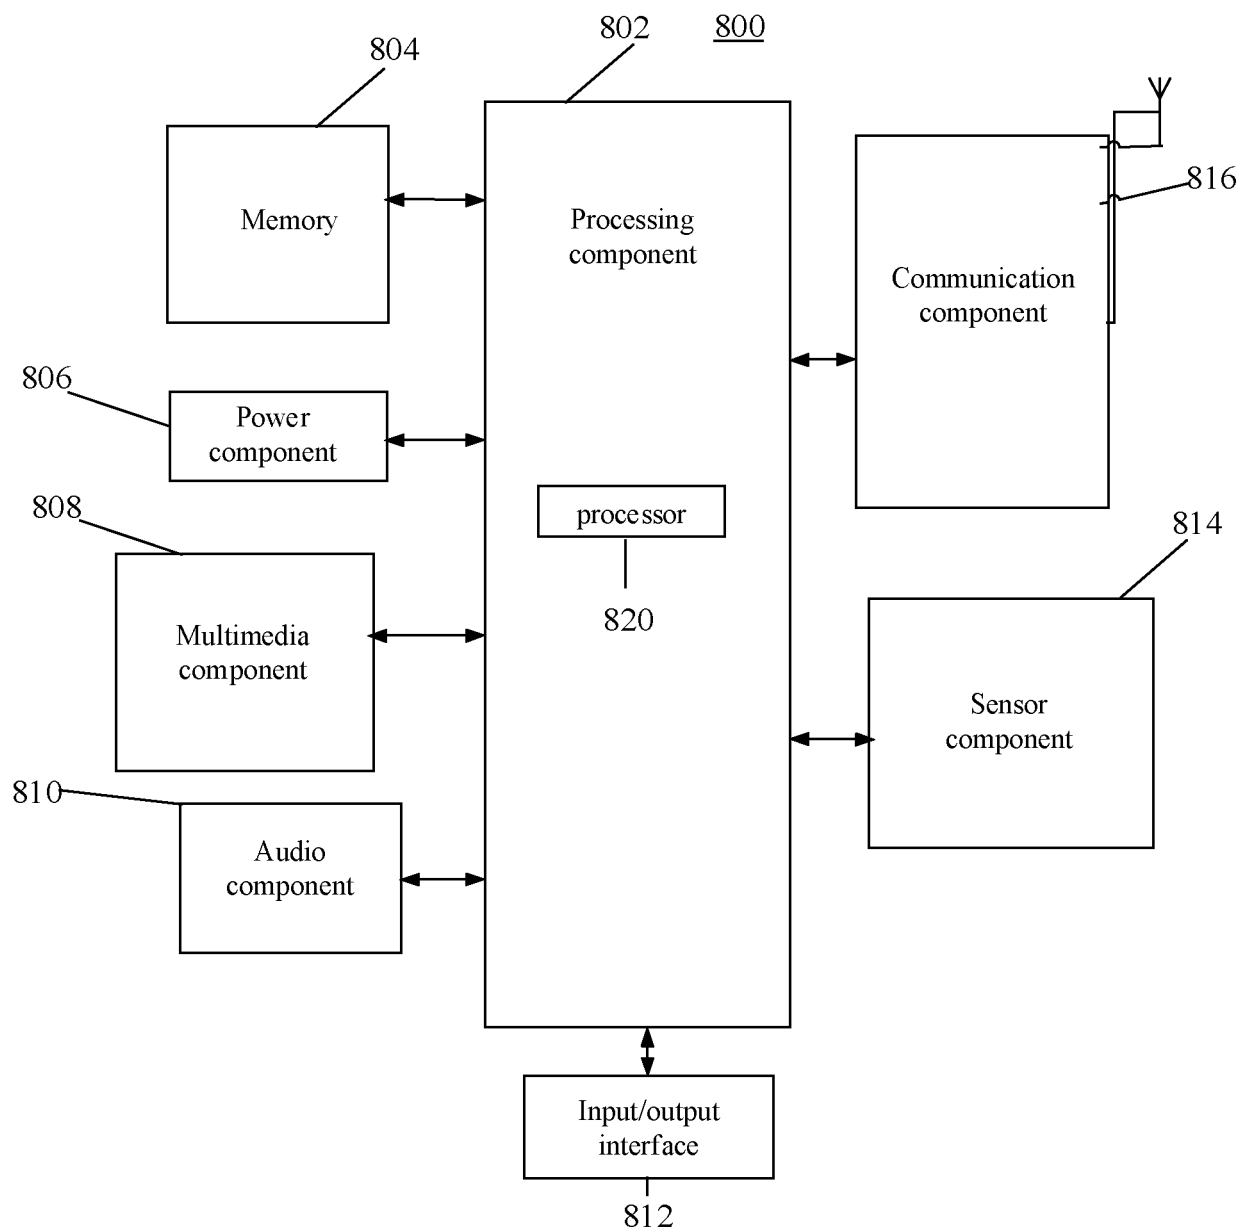 802
800
804
816
Memory
Processing
component
Communication
component
806
Power
component
808
processor
814
820
Multimedia
component
Sensor
component
810
Audio
component
Input/output
interface
812